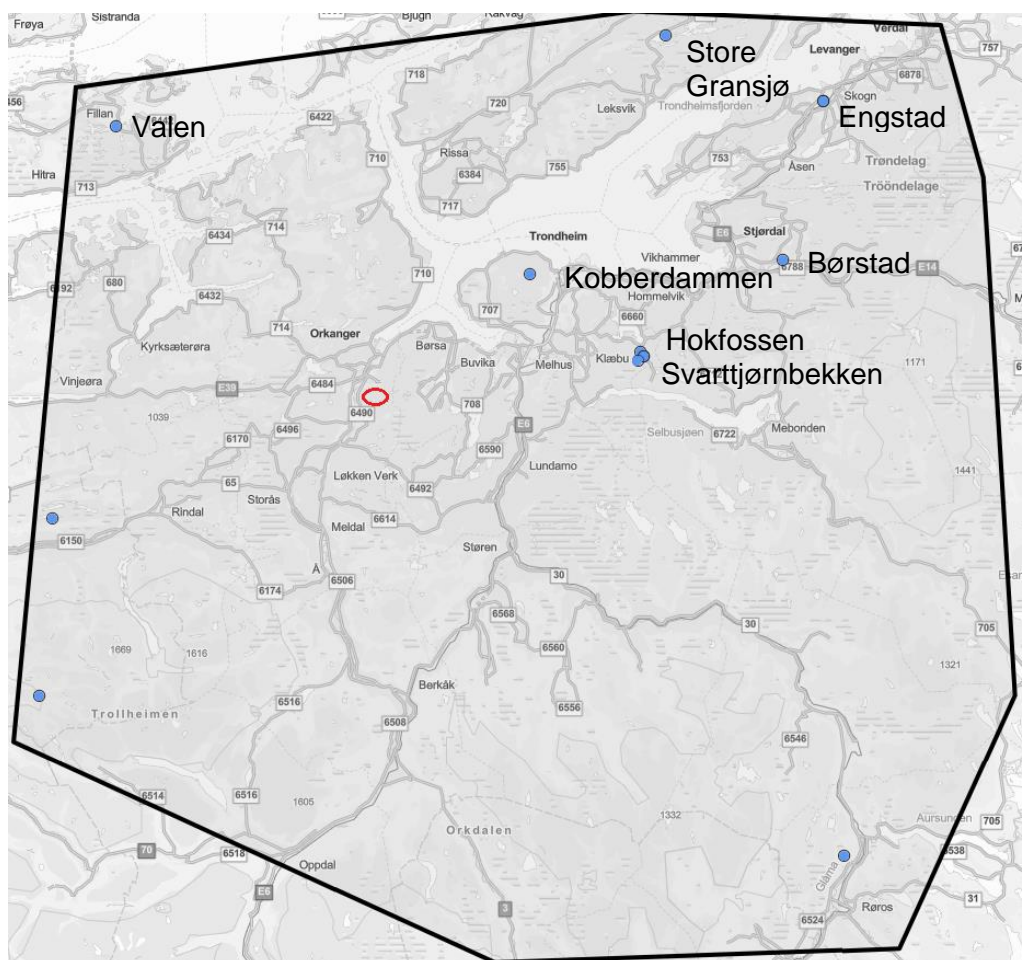 Frøya
Sistranda
Bjugn
Råkvåg
Verdal
757
Store
Gransjø
Levanger
6878
718
Leksvik
Trondheimsfjorden
Skogn
Engstad
Fillan
Valen
720
6422
Rissa
753
Åsen
Trøndelag
Tröndelage
Hitra
713
710
6384
755
717
714
6434
Trondheim
E6
Stjørdal
Vikhammer
Børstad
6788
E14
680
710
Kobberdammen
6432
Hommelvik
707
6660
714
Orkanger
Kyrksæterøra
Børsa
Buvika
Melhus
Klæbu
Hokfossen
Svarttjørnbekken
1171
Vinjeøra
E39
6484
6490
708
1039
E6
Selbusjøen
6722
Mebonden
6170
6496
6590
Lundamo
65
Løkken Verk
6492
1441
Rindal
Storås
6614
Meldal
6150
Støren
Å
6506
30
6174
6568
30
705
1669
1616
6560
1321
Berkåk
6516
6556
Trollheimen
6508
6546
6514
6516
1605
1332
Aursunden
705
Orkdalen
70
6518
Oppdal
Glåma
E6
3
Røros
31
6524